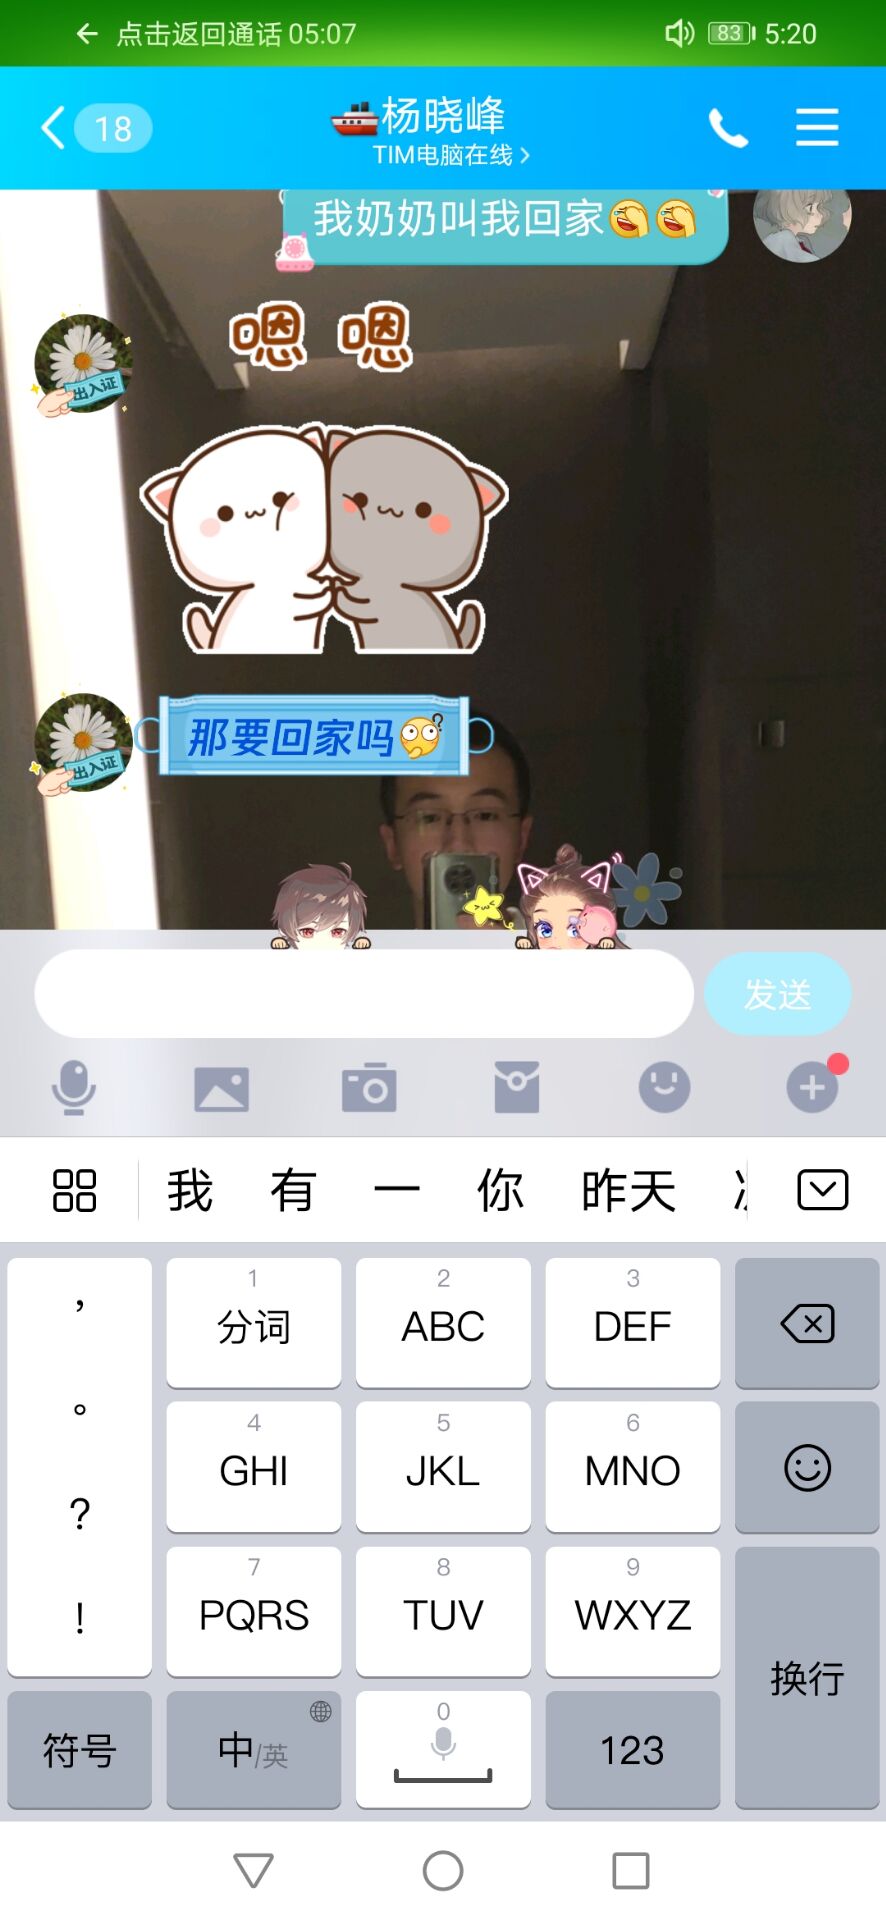 点击返回通话 05:07
83
5:20
18
杨晓峰
TIM电脑在线
我奶奶叫我回家
嗯 嗯
出入证
那要回家吗
出入证
发送
我 有 一 你 昨天
，
。
?
!
1
分词
2
ABC
3
DEF
4
GHI
5
JKL
6
MNO
7
PQRS
8
TUV
9
WXYZ
换行
符号
中/英
0
123